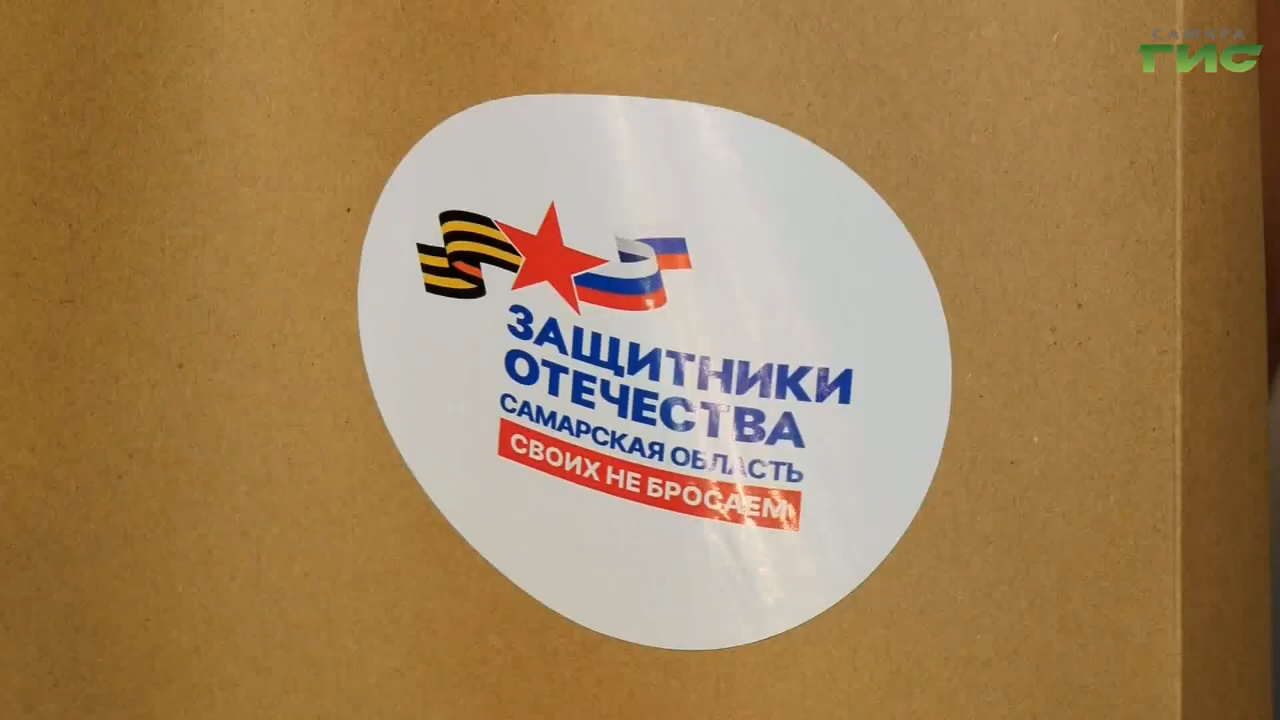 САМАРА
ГИС
ЗАЩИТНИКИ
ОТЕЧЕСТВА
САМАРСКАЯ ОБЛАСТЬ
СВОИХ НЕ БРОСАЕМ